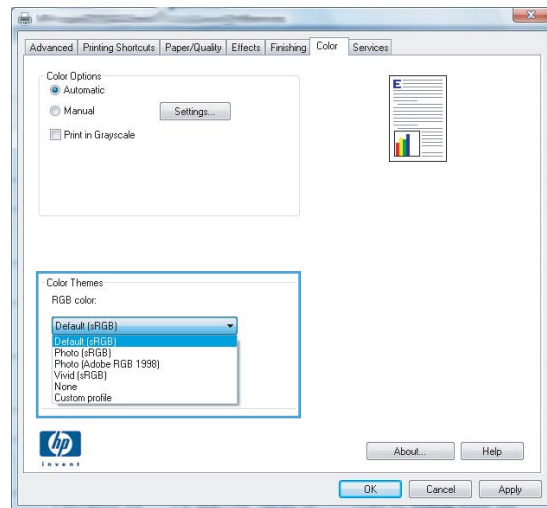 Advanced Printing Shortcuts Paper/Quality Effects Finishing Color Services
Color Options
Automatic
Manual
Settings...
Print in Grayscale
E
Color Themes
RGB color:
Default (sRGB)
Default (sRGB)
Photo (sRGB)
Photo (Adobe RGB 1998)
Vivid (sRGB)
None
Custom profile
hp
invent
About... Help
OK Cancel Apply